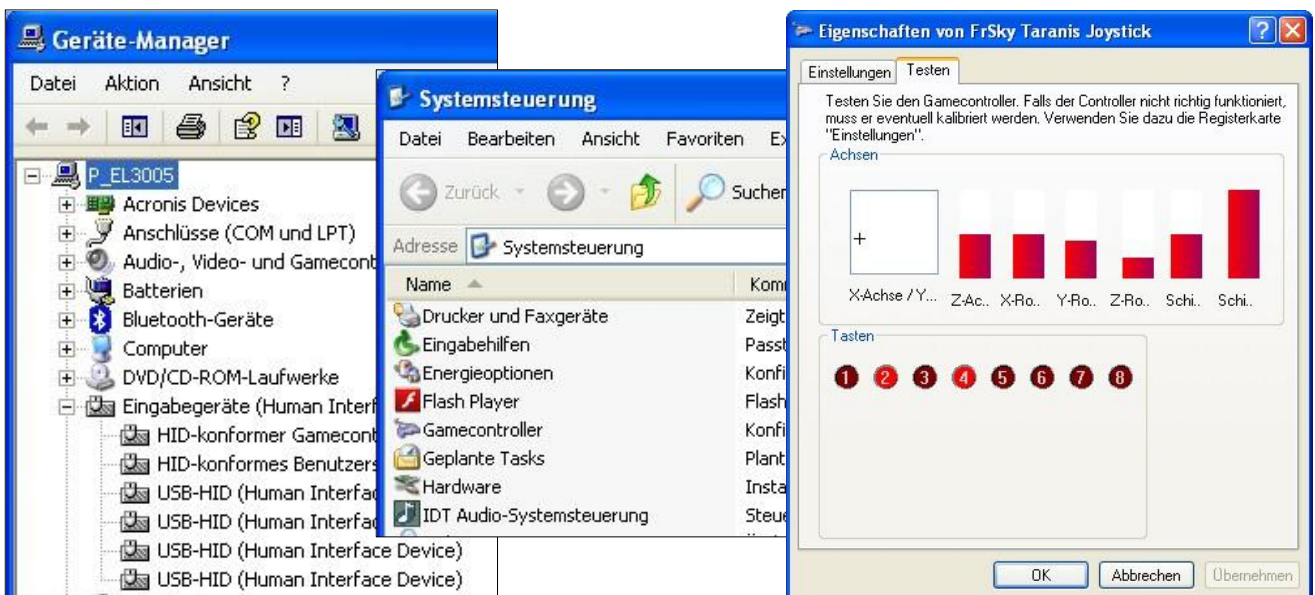 Geräte-Manager
Datei Aktion Ansicht ?
P_EL3005
Acronis Devices
Anschlüsse (COM und LPT)
Audio-, Video- und Gamecont
Batterien
Bluetooth-Geräte
Computer
DVD/CD-ROM-Laufwerke
Eingabegeräte (Human Interf
HID-konformer Gamecont
HID-konformes Benutzers
USB-HID (Human Interfac
USB-HID (Human Interfac
USB-HID (Human Interface Device)
USB-HID (Human Interface Device)
Systemsteuerung
Datei Bearbeiten Ansicht Favoriten Ex
Zurück Suchen
Adresse Systemsteuerung
Name Komm
Drucker und Faxgeräte Zeigt
Eingabehilfen Passt
Energieoptionen Konfi
Flash Player Flash
Gamecontroller Konfi
Geplante Tasks Plant
Hardware Insta
IDT Audio-Systemsteuerung Steue
Eigenschaften von FrSky Taranis Joystick
Einstellungen Testen
Testen Sie den Gamecontroller. Falls der Controller nicht richtig funktioniert,
muss er eventuell kalibriert werden. Verwenden Sie dazu die Registerkarte
"Einstellungen".
Achsen
X-Achse / Y... Z-Ac.. X-Ro.. Y-Ro.. Z-Ro.. Schi.. Schi..
Tasten
1 2 3 4 5 6 7 8
OK Abbrechen Übernehmen